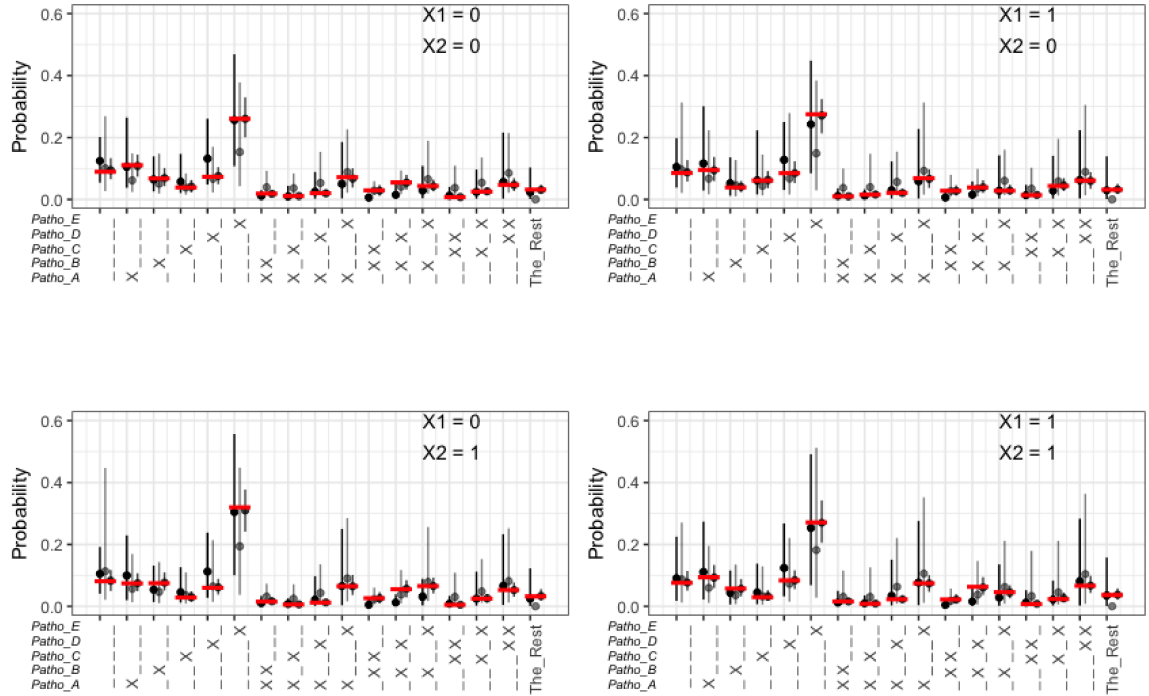 0.6
X1 = 0
X2 = 0
0.4
Probability
0.2
0.0
Patho_E
Patho_D
Patho_C
Patho_B
Patho_A
The_Rest
0.6
X1 = 1
X2 = 0
0.4
Probability
0.2
0.0
Patho_E
Patho_D
Patho_C
Patho_B
Patho_A
The_Rest
0.6
X1 = 0
X2 = 1
0.4
Probability
0.2
0.0
Patho_E
Patho_D
Patho_C
Patho_B
Patho_A
The_Rest
0.6
X1 = 1
X2 = 1
0.4
Probability
0.2
0.0
Patho_E
Patho_D
Patho_C
Patho_B
Patho_A
The_Rest